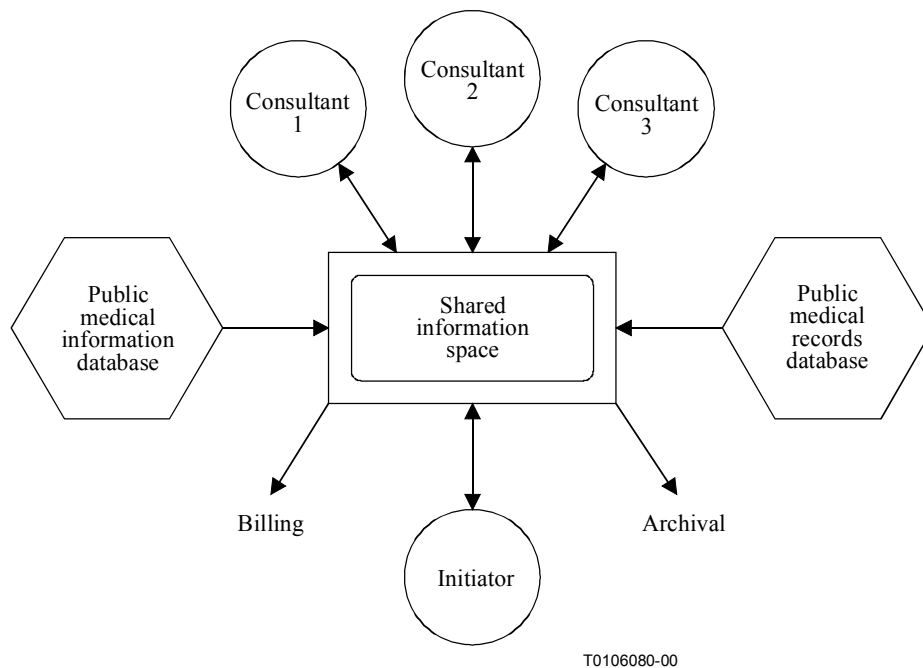 Consultant
1
Consultant
2
Consultant
3
Public
medical
information
database
Shared
information
space
Public
medical
records
database
Billing
Initiator
Archival
T0106080-00